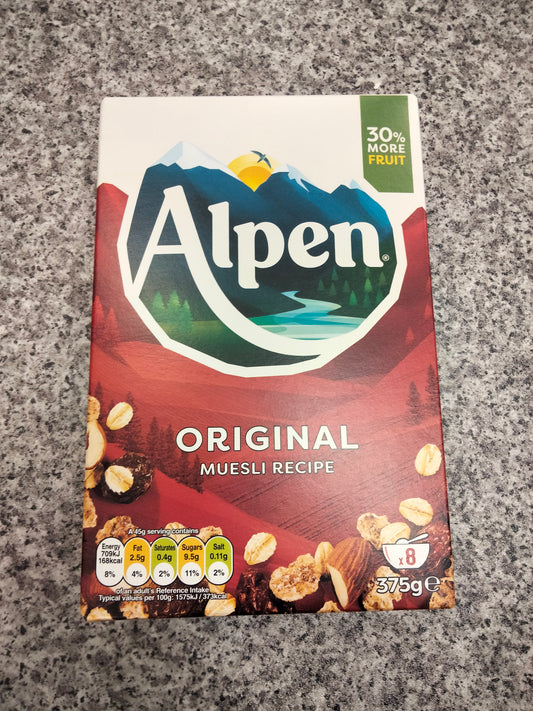 30%
MORE
FRUIT
Alpen®
ORIGINAL
MUESLI RECIPE
A 45g serving contains
Energy Fat Saturates Sugars Salt
709kJ 2.5g 0.4g 9.5g 0.11g
168kcal
8% 4% 2% 11% 2%
of an adult's Reference Intake
Typical values per 100g: 1575kJ / 373kcal
x8
375g℮